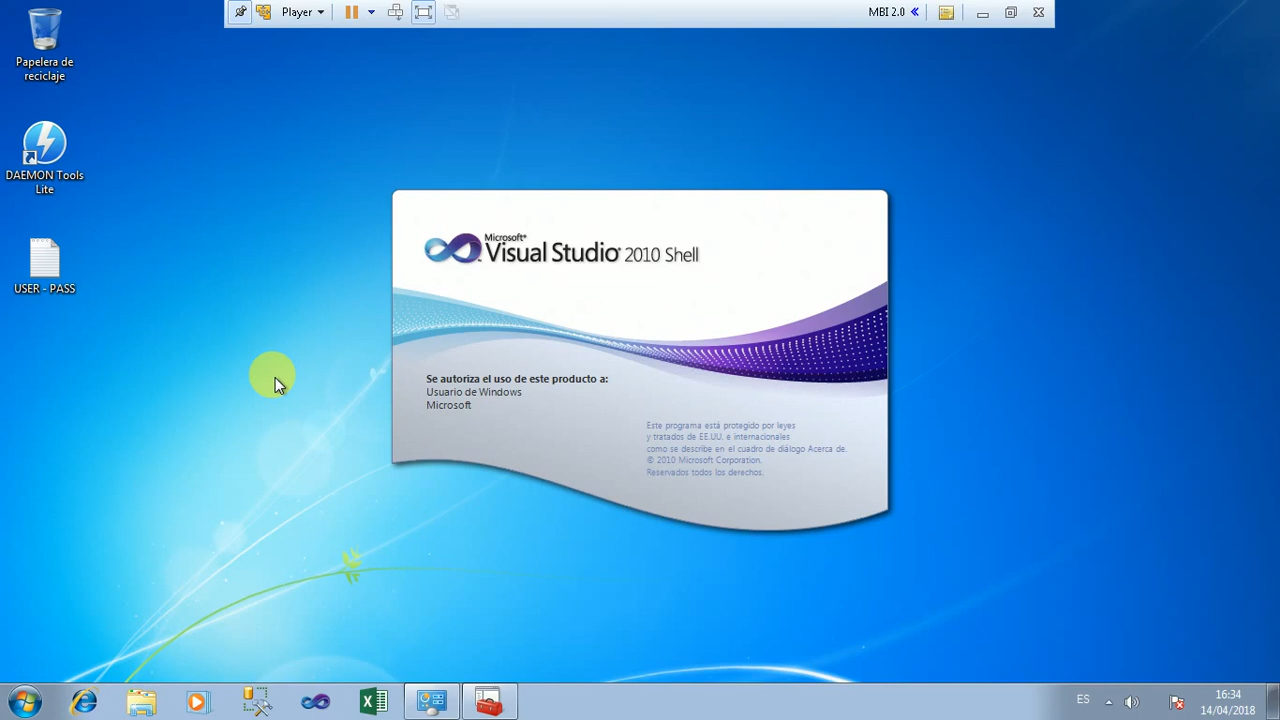 Player
MBI 2.0
Papelera de
reciclaje
DAEMON Tools
Lite
USER - PASS
Microsoft®
Visual Studio® 2010 Shell
Se autoriza el uso de este producto a:
Usuario de Windows
Microsoft
Este programa está protegido por leyes
y tratados de EE.UU. e internacionales
como se describe en el cuadro de diálogo Acerca de.
© 2010 Microsoft Corporation.
Reservados todos los derechos.
ES
16:34
14/04/2018